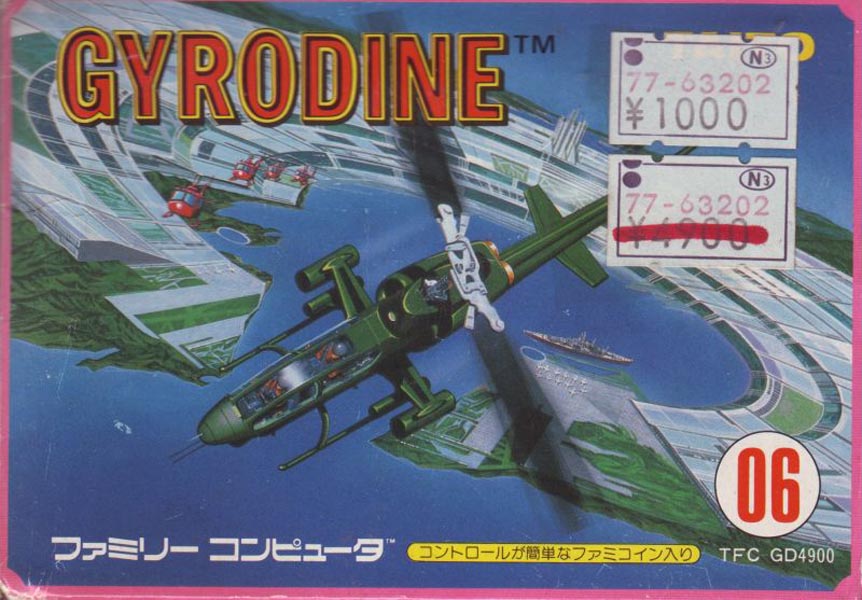 GYRODINE™
N3
77-63202
¥1000
N3
77-63202
¥4900
06
ファミリー コンピュータ™
コントロールが簡単なファミコイン入り
TFC GD4900